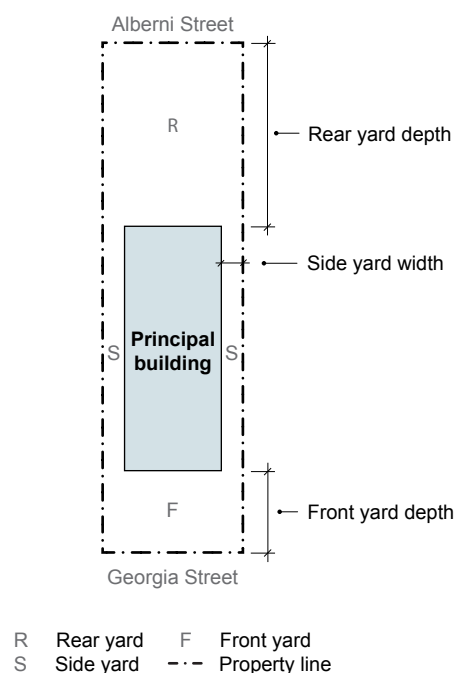 Alberni Street
R
Rear yard depth
Side yard width
S
Principal
building
S
F
Front yard depth
Georgia Street
R Rear yard F Front yard
S Side yard Property line